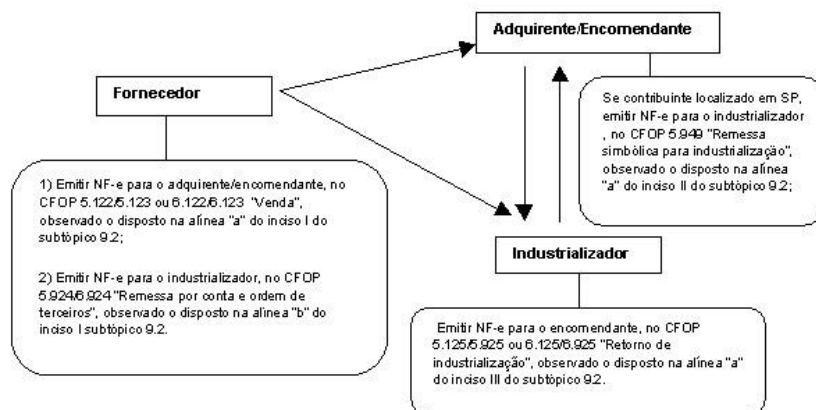 Adquirente/Encomendante
Fornecedor
Se contribuinte localizado em SP,
emitir NF-e para o industrializador
, no CFOP 5.949 "Remessa
simbólica para industrialização",
observado o disposto na alínea
"a" do inciso II do subtópico 9.2;
1) Emitir NF-e para o adquirente/encomendante, no
CFOP 5.122/5.123 ou 6.122/6.123 "Venda",
observado o disposto na alínea "a" do inciso I do
subtópico 9.2;
2) Emitir NF-e para o industrializador, no CFOP
5.924/6.924 "Remessa por conta e ordem de
terceiros", observado o disposto na alínea "b" do
inciso I subtópico 9.2.
Industrializador
Emitir NF-e para o encomendante, no CFOP
5.125/5.925 ou 6.125/6.925 "Retorno de
industrialização", observado o disposto na alínea "a"
do inciso III do subtópico 9.2.